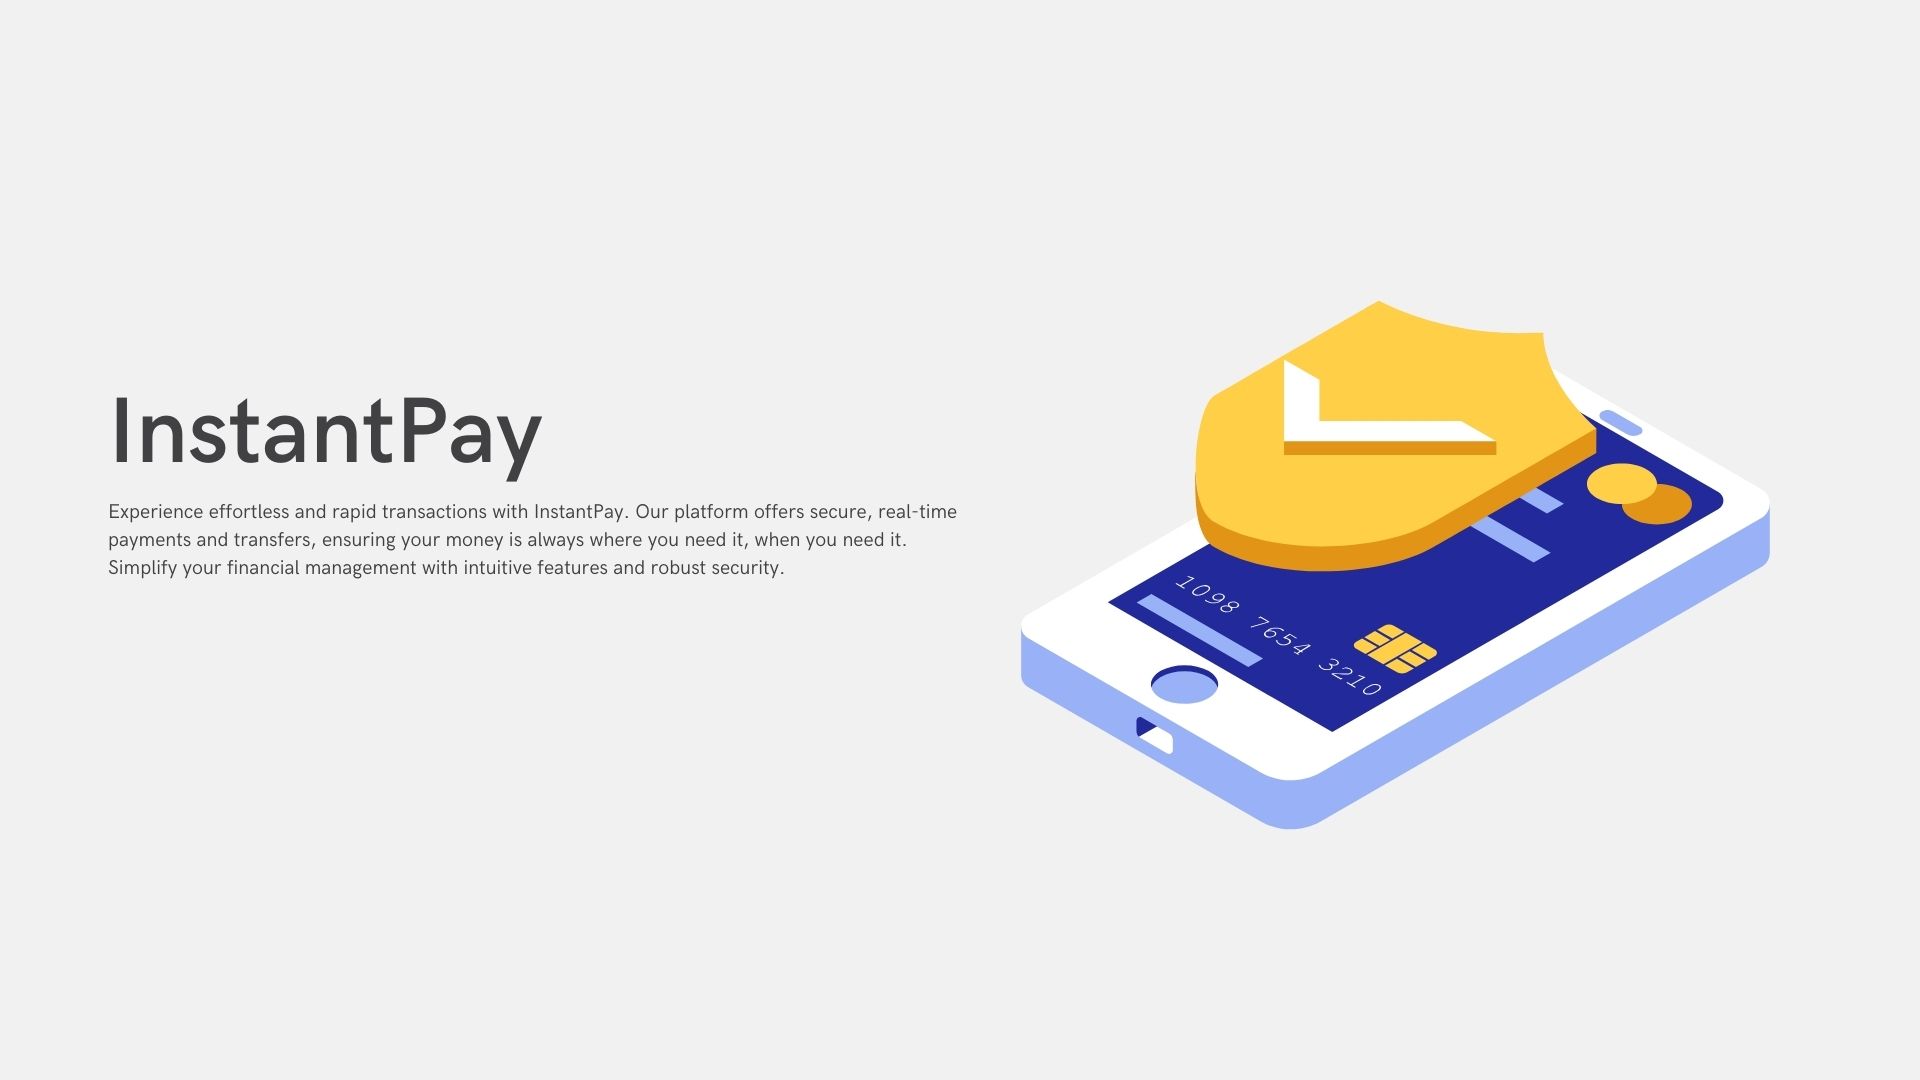 InstantPay
Experience effortless and rapid transactions with InstantPay. Our platform offers secure, real-time
payments and transfers, ensuring your money is always where you need it, when you need it.
Simplify your financial management with intuitive features and robust security.
1098 7654 3210